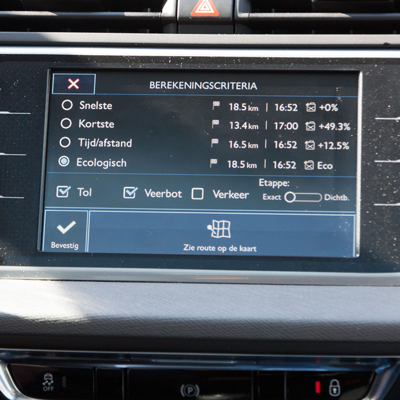 BEREKENINGSCRITERIA
Snelste 18.5 km | 16:52 +0%
Kortste 13.4 km | 17:00 +49.3%
Tijd/afstand 16.5 km | 16:52 +12.5%
Ecologisch 18.5 km | 16:52 Eco
Etappe:
Tol Veerbot Verkeer Exact Dichtb.
Bevestig Zie route op de kaart
OFF P